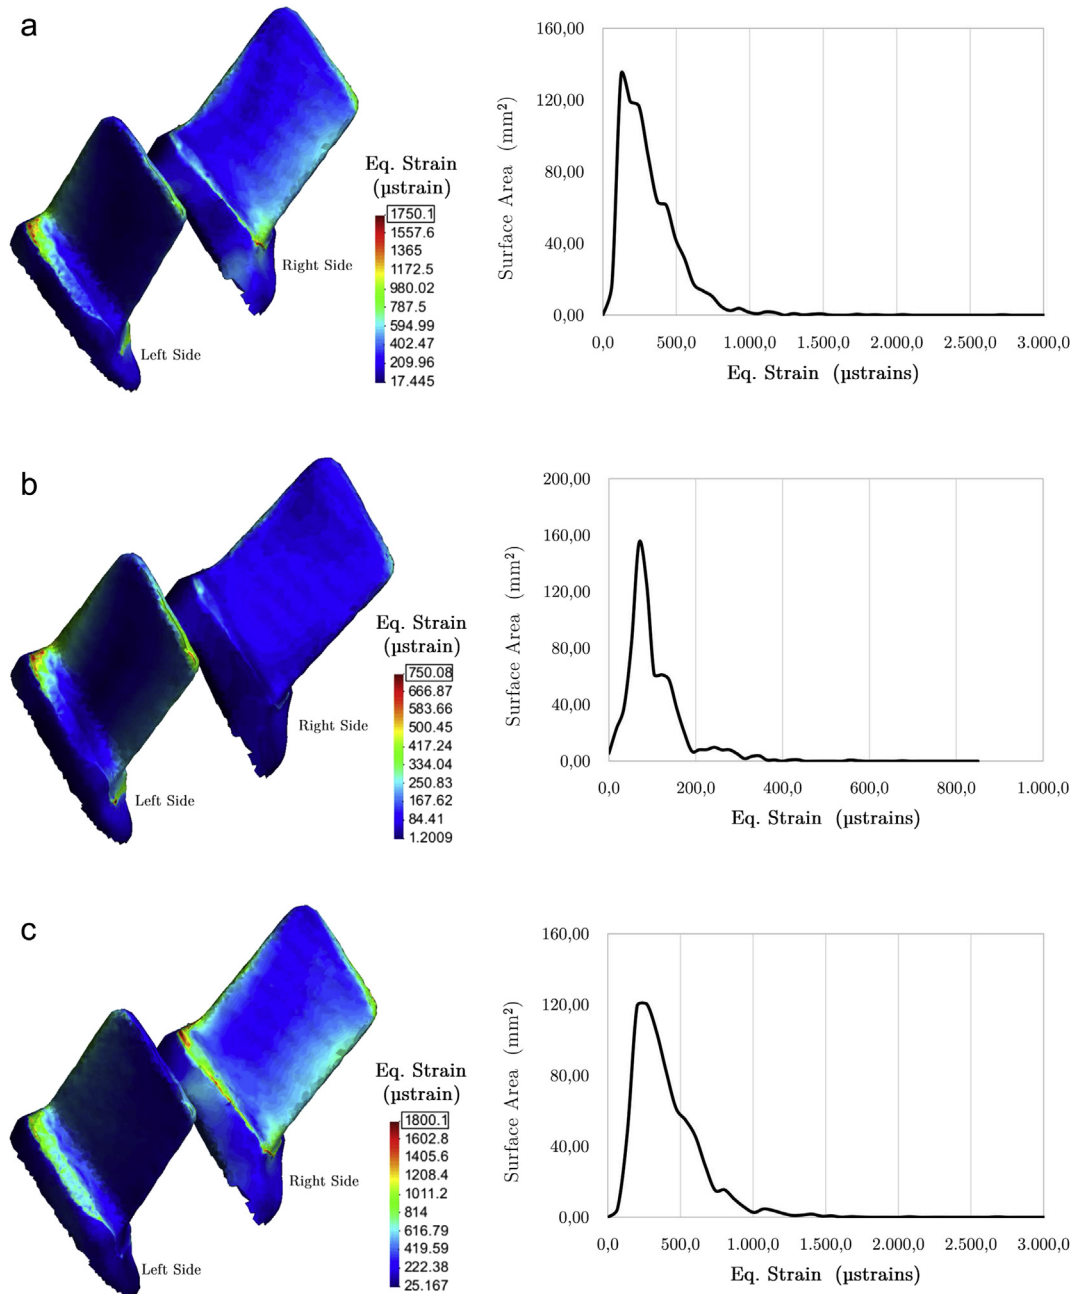 a
Eq. Strain
(µstrain)
1750.1
1557.6
1365
1172.5
980.02
787.5
594.99
402.47
209.96
17.445
Right Side
Left Side
Surface Area (mm²)
160,00
120,00
80,00
40,00
0,00
0,0 500,0 1.000,0 1.500,0 2.000,0 2.500,0 3.000,0
Eq. Strain (µstrains)
b
Eq. Strain
(µstrain)
750.08
666.87
583.66
500.45
417.24
334.04
250.83
167.62
84.41
1.2009
Right Side
Left Side
Surface Area (mm²)
200,00
160,00
120,00
80,00
40,00
0,00
0,0 200,0 400,0 600,0 800,0 1.000,0
Eq. Strain (µstrains)
c
Eq. Strain
(µstrain)
1800.1
1602.8
1405.6
1208.4
1011.2
814
616.79
419.59
222.38
25.167
Right Side
Left Side
Surface Area (mm²)
160,00
120,00
80,00
40,00
0,00
0,0 500,0 1.000,0 1.500,0 2.000,0 2.500,0 3.000,0
Eq. Strain (µstrains)